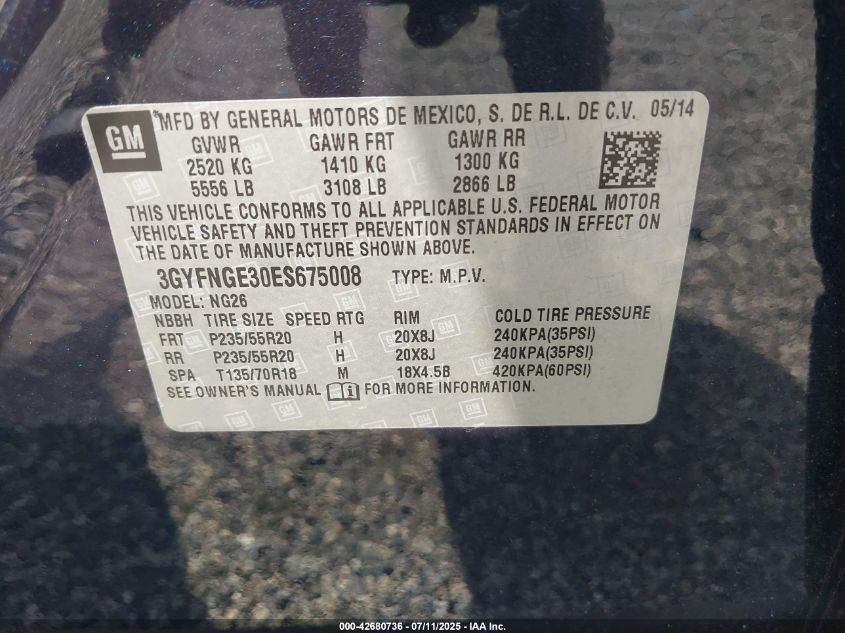 GM
*MFD BY GENERAL MOTORS DE MEXICO, S. DE R.L. DE C.V. 05/14
GVWR GAWR FRT GAWR RR
2520 KG 1410 KG 1300 KG
5556 LB 3108 LB 2866 LB
THIS VEHICLE CONFORMS TO ALL APPLICABLE U.S. FEDERAL MOTOR
VEHICLE SAFETY AND THEFT PREVENTION STANDARDS IN EFFECT ON
THE DATE OF MANUFACTURE SHOWN ABOVE.
3GYFNGE30ES675008 TYPE: M.P.V.
MODEL: NG26
NBBH TIRE SIZE SPEED RTG RIM COLD TIRE PRESSURE
FRT P235/55R20 H 20X8J 240KPA(35PSI)
RR P235/55R20 H 20X8J 240KPA(35PSI)
SPA T135/70R18 M 18X4.5B 420KPA(60PSI)
SEE OWNER'S MANUAL FOR MORE INFORMATION.
000-42680736 - 07/11/2025 - IAA Inc.